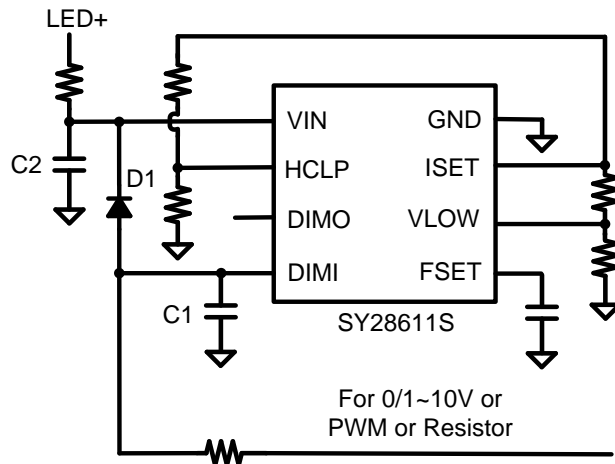 LED+
VIN
GND
C2
D1
HCLP
ISET
DIMO
VLOW
DIMI
FSET
C1
SY28611S
For 0/1~10V or
PWM or Resistor